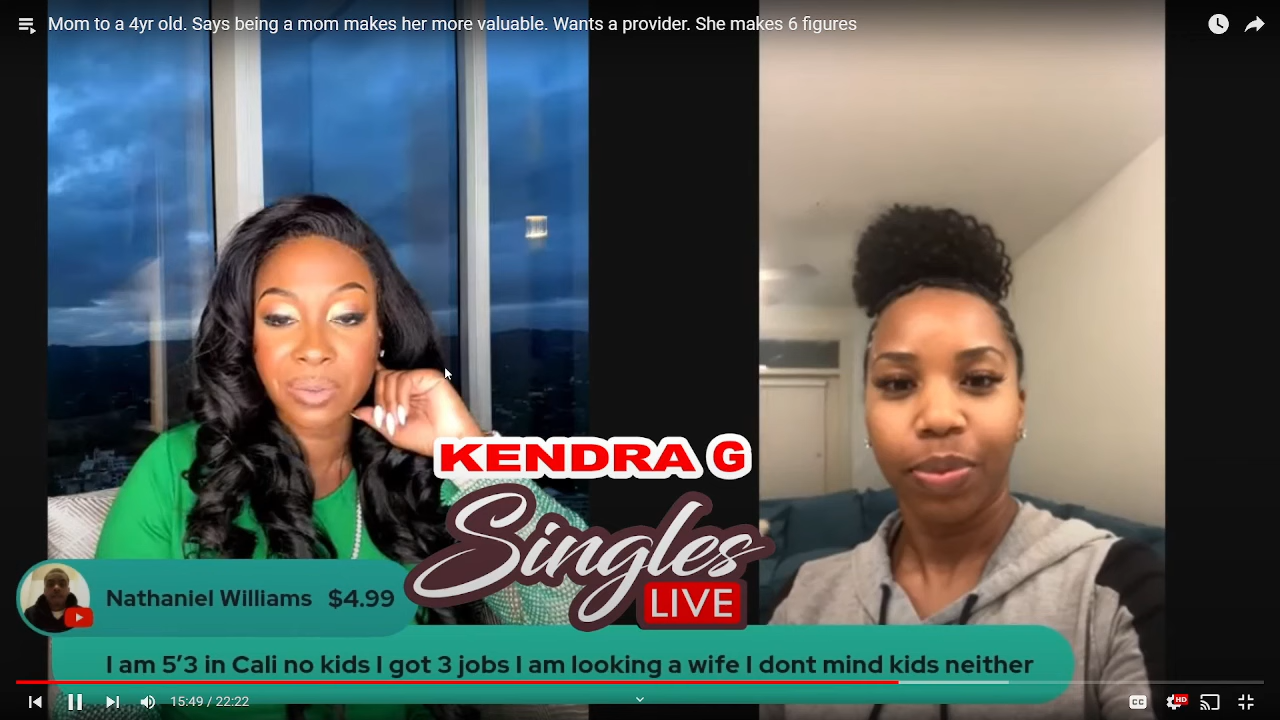 Mom to a 4yr old. Says being a mom makes her more valuable. Wants a provider. She makes 6 figures
KENDRA G
Singles
LIVE
Nathaniel Williams $4.99
I am 5'3 in Cali no kids I got 3 jobs I am looking a wife I dont mind kids neither
15:49 / 22:22
CC
HD